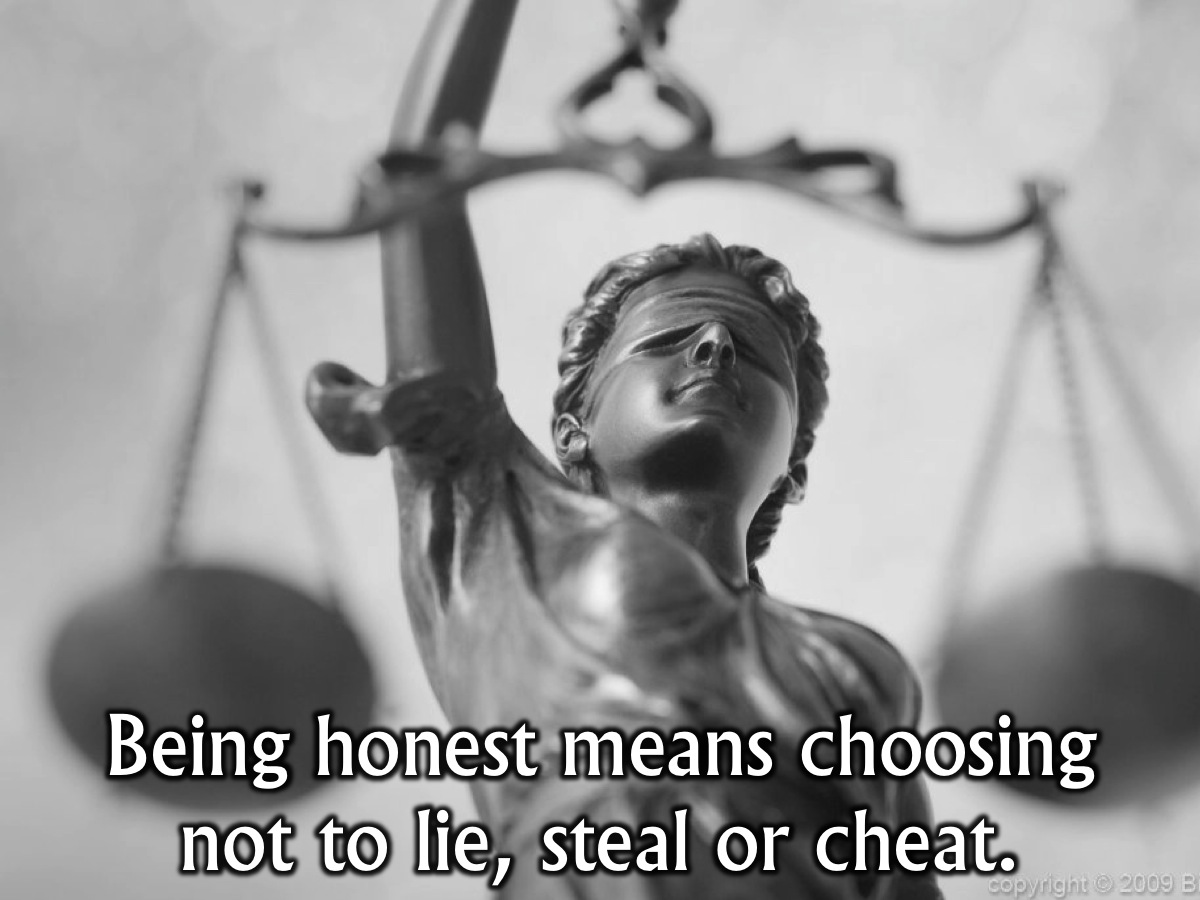 Being honest means choosing
not to lie, steal or cheat.
copyright © 2009